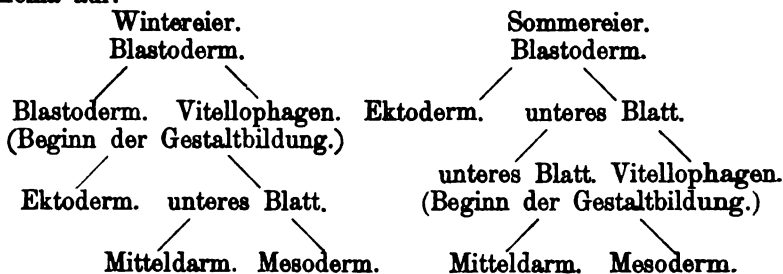 Wintereier. Sommereier.
Blastoderm. Blastoderm.
Blastoderm. Vitellophagen. Ektoderm. unteres Blatt.
(Beginn der Gestaltbildung.)
unteres Blatt. Vitellophagen.
Ektoderm. unteres Blatt. (Beginn der Gestaltbildung.)
Mitteldarm. Mesoderm. Mitteldarm. Mesoderm.